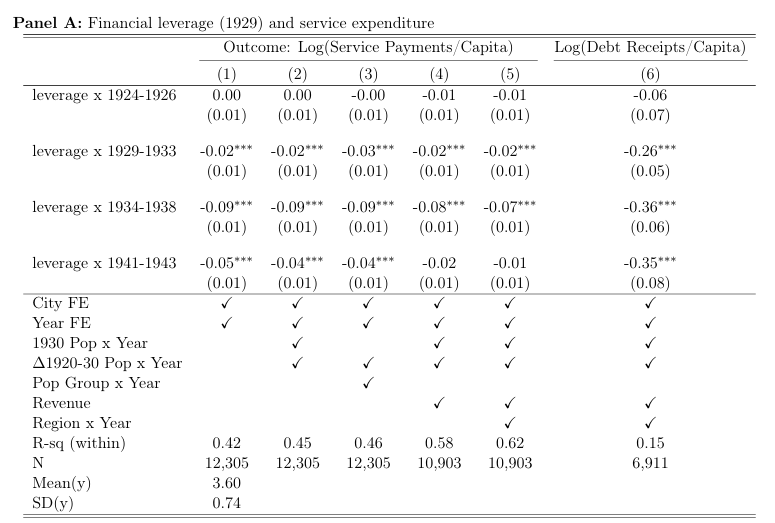 Panel A: Financial leverage (1929) and service expenditure
Outcome: Log(Service Payments/Capita) Log(Debt Receipts/Capita)
(1) (2) (3) (4) (5) (6)
leverage x 1924-1926 0.00 0.00 -0.00 -0.01 -0.01 -0.06
(0.01) (0.01) (0.01) (0.01) (0.01) (0.07)
leverage x 1929-1933 -0.02*** -0.02*** -0.03*** -0.02*** -0.02*** -0.26***
(0.01) (0.01) (0.01) (0.01) (0.01) (0.05)
leverage x 1934-1938 -0.09*** -0.09*** -0.09*** -0.08*** -0.07*** -0.36***
(0.01) (0.01) (0.01) (0.01) (0.01) (0.06)
leverage x 1941-1943 -0.05*** -0.04*** -0.04*** -0.02 -0.01 -0.35***
(0.01) (0.01) (0.01) (0.01) (0.01) (0.08)
City FE ✓ ✓ ✓ ✓ ✓ ✓
Year FE ✓ ✓ ✓ ✓ ✓ ✓
1930 Pop x Year ✓ ✓ ✓ ✓
Δ1920-30 Pop x Year ✓ ✓ ✓ ✓ ✓
Pop Group x Year ✓
Revenue ✓ ✓ ✓
Region x Year ✓ ✓
R-sq (within) 0.42 0.45 0.46 0.58 0.62 0.15
N 12,305 12,305 12,305 10,903 10,903 6,911
Mean(y) 3.60
SD(y) 0.74